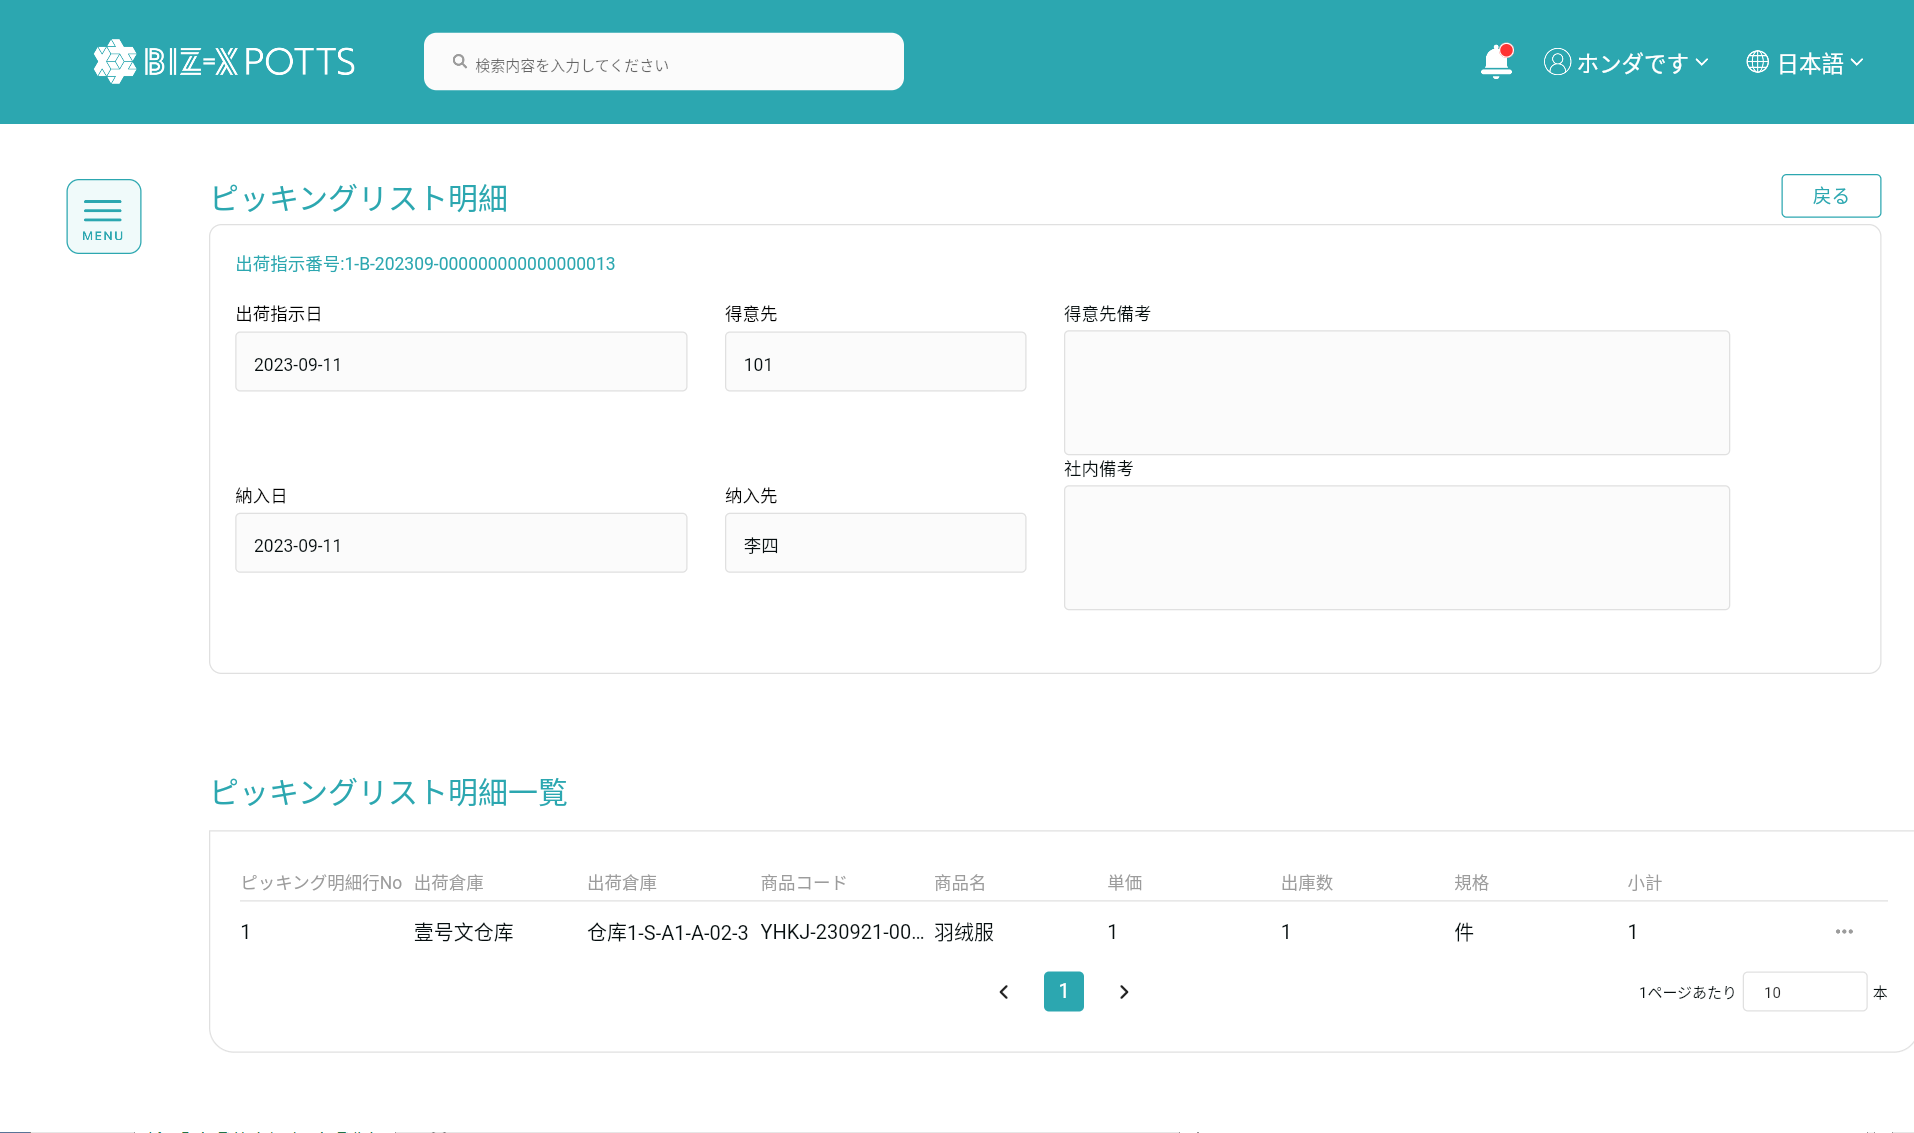 BIZ=X POTTS
検索内容を入力してください
ホンダです
日本語
MENU
ピッキングリスト明細
戻る
出荷指示番号:1-B-202309-000000000000000013
出荷指示日
得意先
得意先備考
2023-09-11
101
社内備考
納入日
纳入先
2023-09-11
李四
ピッキングリスト明細一覧
ピッキング明細行No 出荷倉庫 出荷倉庫 商品コード 商品名 単価 出庫数 規格 小計
1 壹号文仓库 仓库1-S-A1-A-02-3 YHKJ-230921-00... 羽绒服 1 1 件 1 •••
1
1ページあたり 10 本